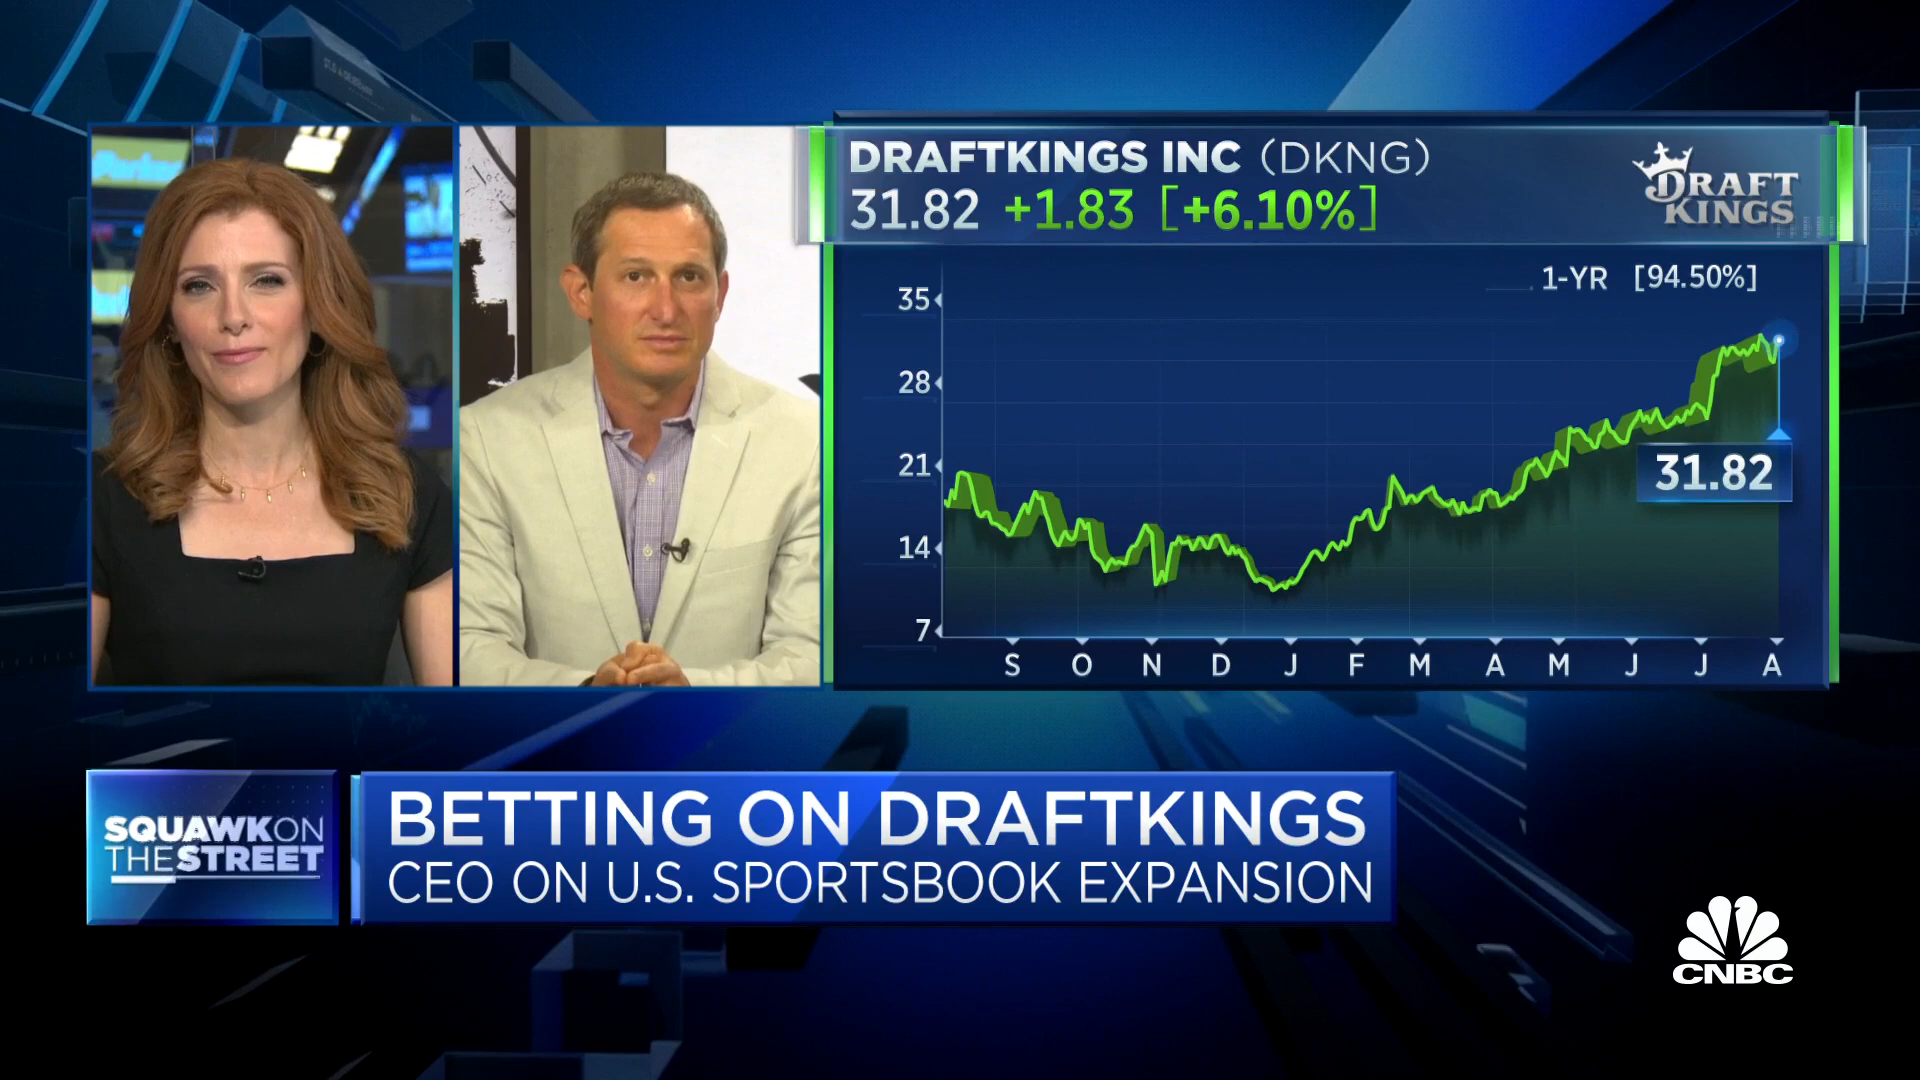 DRAFTKINGS INC (DKNG)
31.82 +1.83 [+6.10%]
DRAFT
KINGS
1-YR [94.50%]
35
28
21
14
7
31.82
S O N D J F M A M J J A
SQUAWK ON
THE STREET
BETTING ON DRAFTKINGS
CEO ON U.S. SPORTSBOOK EXPANSION
CNBC